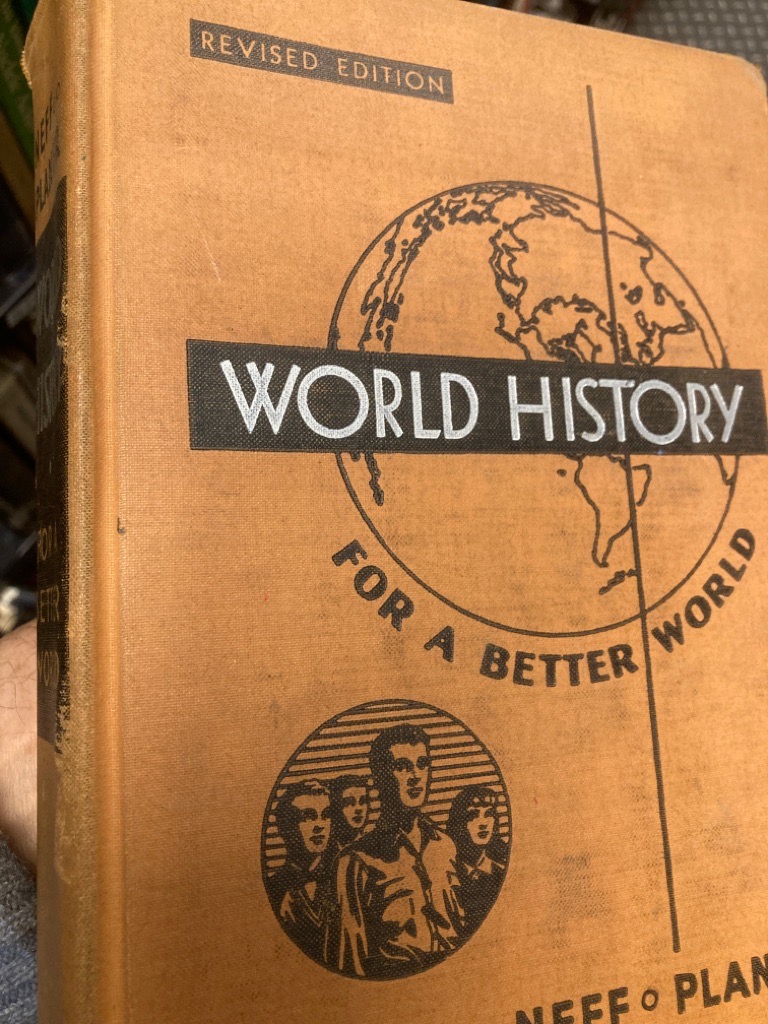 REVISED EDITION
WORLD HISTORY
FOR A BETTER WORLD
NEFF o PLAN